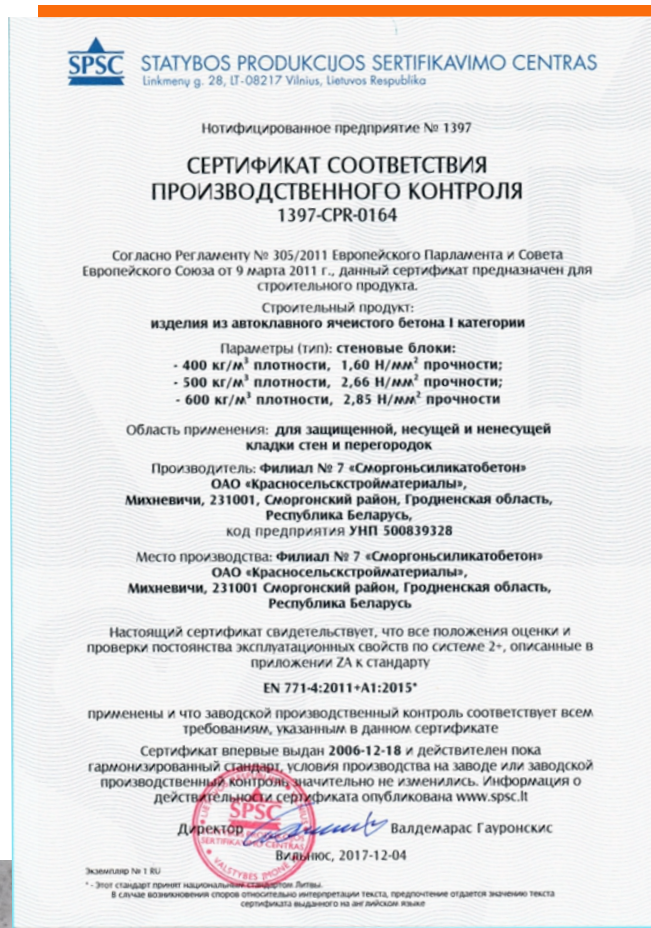 SPSC STATYBOS PRODUKCIJOS SERTIFIKAVIMO CENTRAS
Linkmenų g. 28, LT-08217 Vilnius, Lietuvos Respublika
Нотифицированное предприятие № 1397
СЕРТИФИКАТ СООТВЕТСТВИЯ
ПРОИЗВОДСТВЕННОГО КОНТРОЛЯ
1397-CPR-0164
Согласно Регламенту № 305/2011 Европейского Парламента и Совета
Европейского Союза от 9 марта 2011 г., данный сертификат предназначен для
строительного продукта.
Строительный продукт:
изделия из автоклавного ячеистого бетона I категории
Параметры (тип): стеновые блоки:
- 400 кг/м³ плотности, 1,60 Н/мм² прочности;
- 500 кг/м³ плотности, 2,66 Н/мм² прочности;
- 600 кг/м³ плотности, 2,85 Н/мм² прочности
Область применения: для защищенной, несущей и ненесущей
кладки стен и перегородок
Производитель: Филиал № 7 «Сморгоньсиликатобетон»
ОАО «Красносельскстройматериалы»,
Михневичи, 231001, Сморгонский район, Гродненская область,
Республика Беларусь,
код предприятия УНП 500839328
Место производства: Филиал № 7 «Сморгоньсиликатобетон»
ОАО «Красносельскстройматериалы»,
Михневичи, 231001 Сморгонский район, Гродненская область,
Республика Беларусь
Настоящий сертификат свидетельствует, что все положения оценки и
проверки постоянства эксплуатационных свойств по системе 2+, описанные в
приложении ZA к стандарту
EN 771-4:2011+A1:2015*
применены и что заводской производственный контроль соответствует всем
требованиям, указанным в данном сертификате
Сертификат впервые выдан 2006-12-18 и действителен пока
гармонизированный стандарт, условия производства на заводе или заводской
производственный контроль значительно не изменились. Информация о
действительности сертификата опубликована www.spsc.lt
SPSC
Директор Валдемарас Гауронскис
Вильнюс, 2017-12-04
Экземпляр № 1 RU
* - Этот стандарт принят национальным стандартом Литвы.
В случае возникновения споров относительно интерпретации текста, предпочтение отдается значению текста
сертификата выданного на английском языке